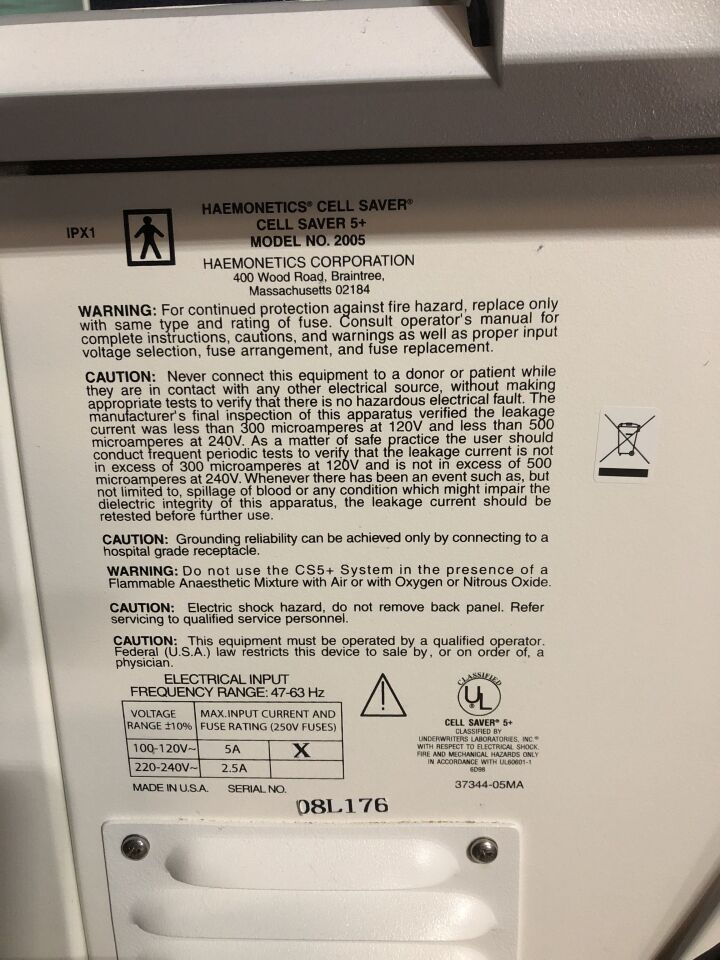 IPX1
HAEMONETICS® CELL SAVER®
CELL SAVER 5+
MODEL NO. 2005
HAEMONETICS CORPORATION
400 Wood Road, Braintree,
Massachusetts 02184
WARNING: For continued protection against fire hazard, replace only
with same type and rating of fuse. Consult operator's manual for
complete instructions, cautions, and warnings as well as proper input
voltage selection, fuse arrangement, and fuse replacement.
CAUTION: Never connect this equipment to a donor or patient while
they are in contact with any other electrical source, without making
appropriate tests to verify that there is no hazardous electrical fault. The
manufacturer's final inspection of this apparatus verified the leakage
current was less than 300 microamperes at 120V and less than 500
microamperes at 240V. As a matter of safe practice the user should
conduct frequent periodic tests to verify that the leakage current is not
in excess of 300 microamperes at 120V and is not in excess of 500
microamperes at 240V. Whenever there has been an event such as, but
not limited to, spillage of blood or any condition which might impair the
dielectric integrity of this apparatus, the leakage current should be
retested before further use.
CAUTION: Grounding reliability can be achieved only by connecting to a
hospital grade receptacle.
WARNING: Do not use the CS5+ System in the presence of a
Flammable Anaesthetic Mixture with Air or with Oxygen or Nitrous Oxide.
CAUTION: Electric shock hazard, do not remove back panel. Refer
servicing to qualified service personnel.
CAUTION: This equipment must be operated by a qualified operator.
Federal (U.S.A.) law restricts this device to sale by, or on order of, a
physician.
ELECTRICAL INPUT
FREQUENCY RANGE: 47-63 Hz
VOLTAGE RANGE ±10% MAX.INPUT CURRENT AND FUSE RATING (250V FUSES)
100-120V~ 5A X
220-240V~ 2.5A
MADE IN U.S.A. SERIAL NO.
08L176
CLASSIFIED
UL®
CELL SAVER® 5+
CLASSIFIED BY
UNDERWRITERS LABORATORIES, INC.®
WITH RESPECT TO ELECTRICAL SHOCK,
FIRE AND MECHANICAL HAZARDS ONLY
IN ACCORDANCE WITH UL60601-1
6D98
37344-05MA